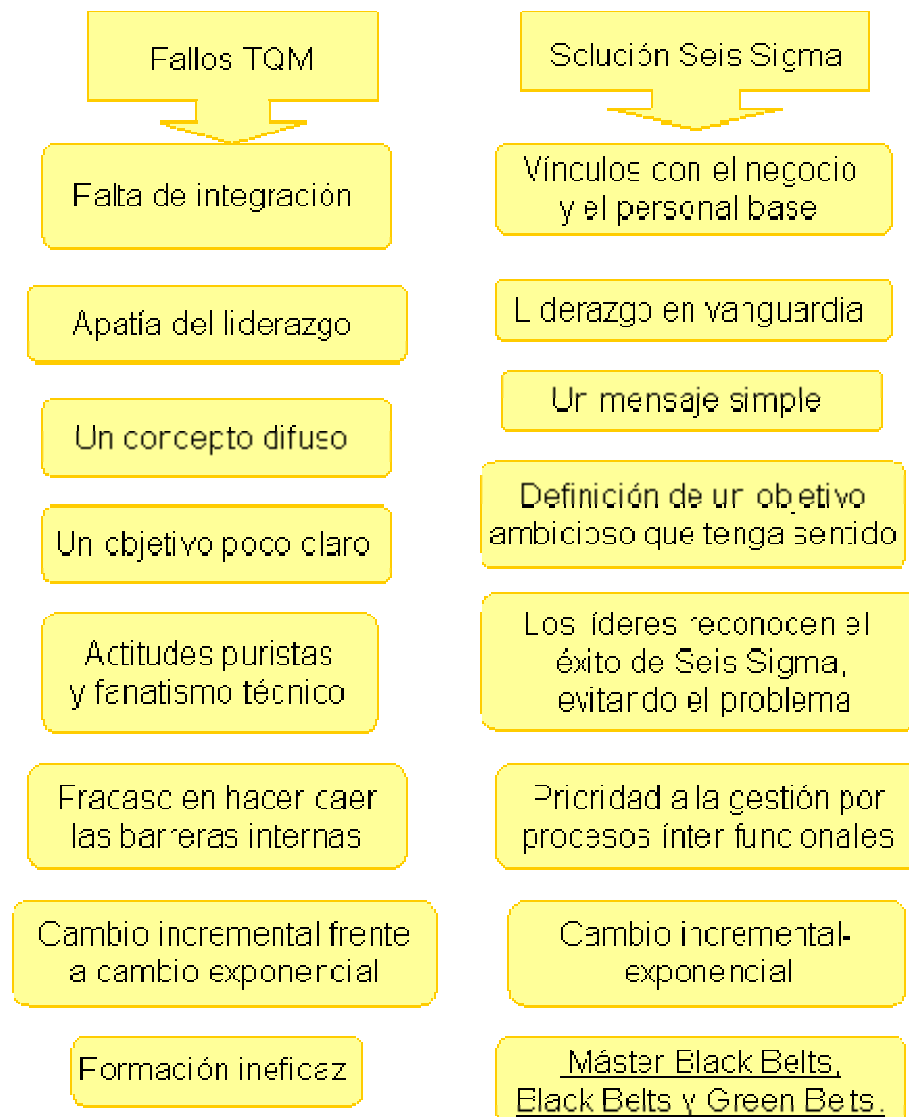 Fallos TQM
Falta de integración
Apatía del liderazgo
Un concepto difuso
Un objetivo poco claro
Actitudes puristas
y fanatismo técnico
Fracaso en hacer caer
las barreras internas
Cambio incremental frente
a cambio exponencial
Formación ineficaz
Solución Seis Sigma
Vínculos con el negocio
y el personal base
Liderazgo en vanguardia
Un mensaje simple
Definición de un objetivo
ambicioso que tenga sentido
Los líderes reconocen el
éxito de Seis Sigma,
evitando el problema
Prioridad a la gestión por
procesos ínter funcionales
Cambio incremental-
exponencial
Máster Black Belts,
Black Belts y Green Belts.